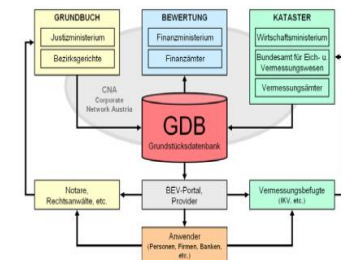 GRUNDBUCH
Justizministerium
Bezirksgerichte
BEWERTUNG
Finanzministerium
Finanzämter
KATASTER
Wirtschaftsministerium
Bundesamt für Eich- u.
Vermessungswesen
Vermessungsämter
CNA
Corporate
Network Austria
GDB
Grundstücksdatenbank
Notare,
Rechtsanwälte, etc.
BEV-Portal,
Provider
Vermessungsbefugte
(IKV, etc.)
Anwender
(Personen, Firmen, Banken,
etc.)